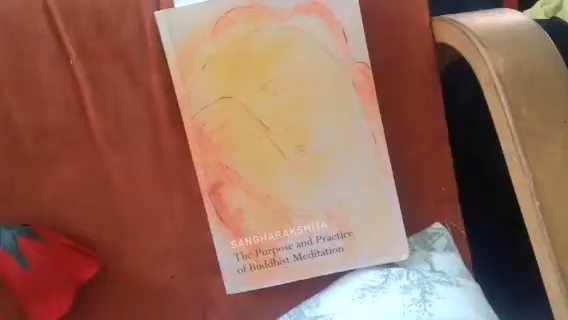 SANGHARAKSHITA
The Purpose and Practice
of Buddhist Meditation